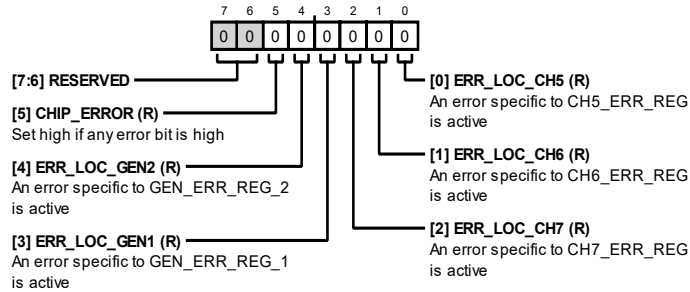 7 6 5 4 3 2 1 0
0 0 0 0 0 0 0 0
[7:6] RESERVED
[5] CHIP_ERROR (R)
Set high if any error bit is high
[4] ERR_LOC_GEN2 (R)
An error specific to GEN_ERR_REG_2
is active
[3] ERR_LOC_GEN1 (R)
An error specific to GEN_ERR_REG_1
is active
[0] ERR_LOC_CH5 (R)
An error specific to CH5_ERR_REG
is active
[1] ERR_LOC_CH6 (R)
An error specific to CH6_ERR_REG
is active
[2] ERR_LOC_CH7 (R)
An error specific to CH7_ERR_REG
is active